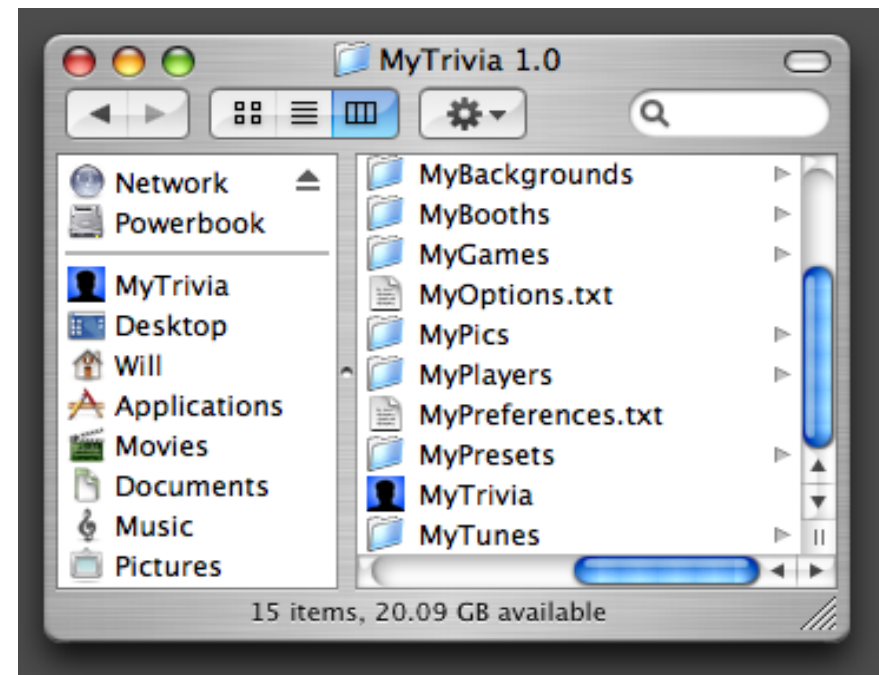 MyTrivia 1.0
Network
Powerbook
MyTrivia
Desktop
Will
Applications
Movies
Documents
Music
Pictures
MyBackgrounds
MyBooths
MyGames
MyOptions.txt
MyPics
MyPlayers
MyPreferences.txt
MyPresets
MyTrivia
MyTunes
15 items, 20.09 GB available